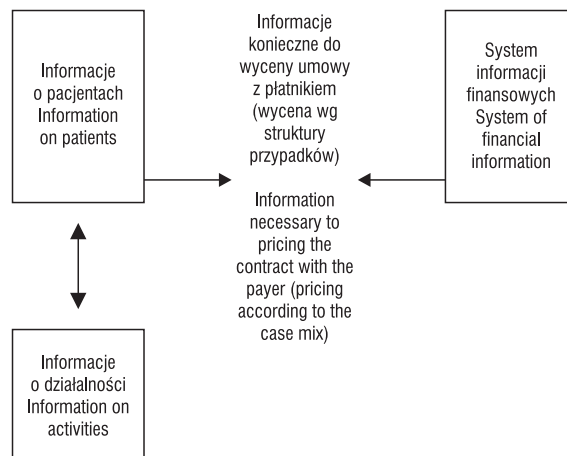 Informacje
o pacjentach
Information
on patients
Informacje
konieczne do
wyceny umowy
z płatnikiem
(wycena wg
struktury
przypadków)
Information
necessary to
pricing the
contract with the
payer (pricing
according to the
case mix)
System
informacji
finansowych
System of
financial
information
Informacje
o działalności
Information on
activities